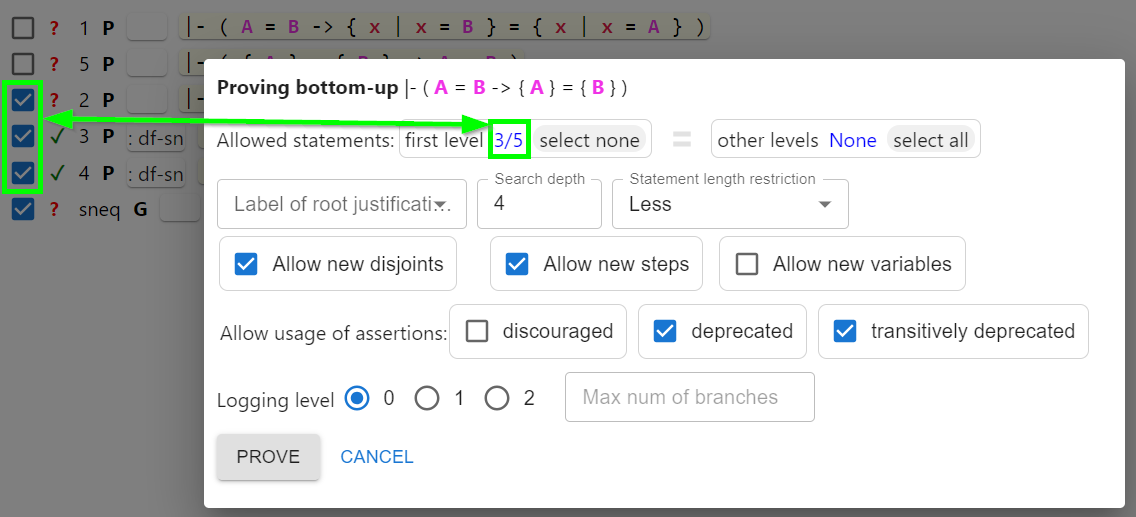 ? 1 P |- ( A = B -> { x | x = B } = { x | x = A } )
? 5 P |-
Proving bottom-up |- ( A = B -> { A } = { B } )
? 2 P |-
✓ 3 P : df-sn
Allowed statements: first level 3/5 select none = other levels None select all
✓ 4 P : df-sn
Search depth
Statement length restriction
Label of root justificati...
4
Less
? sneq G
Allow new disjoints
Allow new steps
Allow new variables
Allow usage of assertions: discouraged deprecated transitively deprecated
Logging level 0 1 2 Max num of branches
PROVE CANCEL